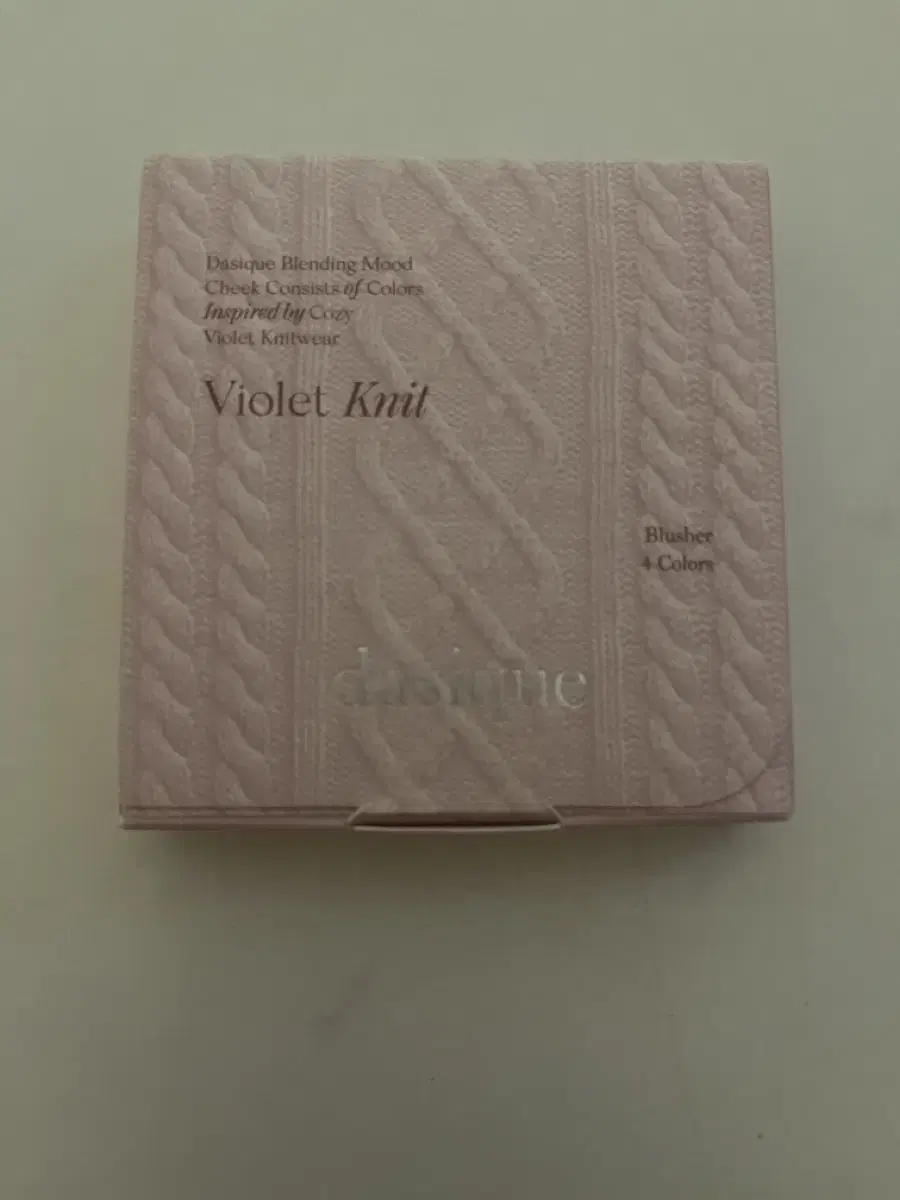 Dasique Blending Mood
Cheek Consists of Colors
Inspired by Cozy
Violet Knitwear
Violet Knit
Blusher
4 Colors
dasique